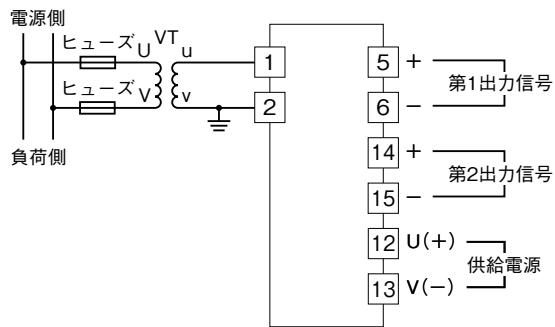 電源側
ヒューズ U VT u
1
5 +
第1出力信号
ヒューズ V v
2
6 −
負荷側
14 +
第2出力信号
15 −
12 U(+)
供給電源
13 V(−)